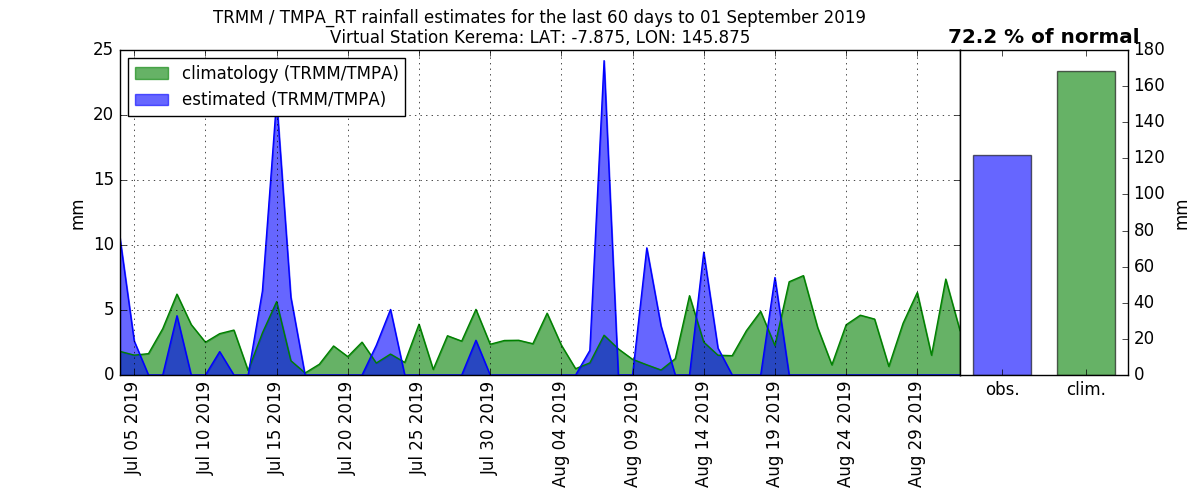 TRMM / TMPA_RT rainfall estimates for the last 60 days to 01 September 2019
Virtual Station Kerema: LAT: -7.875, LON: 145.875
72.2 % of normal
climatology (TRMM/TMPA)
estimated (TRMM/TMPA)
25
20
15
10
5
0
mm
Jul 05 2019
Jul 10 2019
Jul 15 2019
Jul 20 2019
Jul 25 2019
Jul 30 2019
Aug 04 2019
Aug 09 2019
Aug 14 2019
Aug 19 2019
Aug 24 2019
Aug 29 2019
obs.
clim.
180
160
140
120
100
80
60
40
20
0
mm